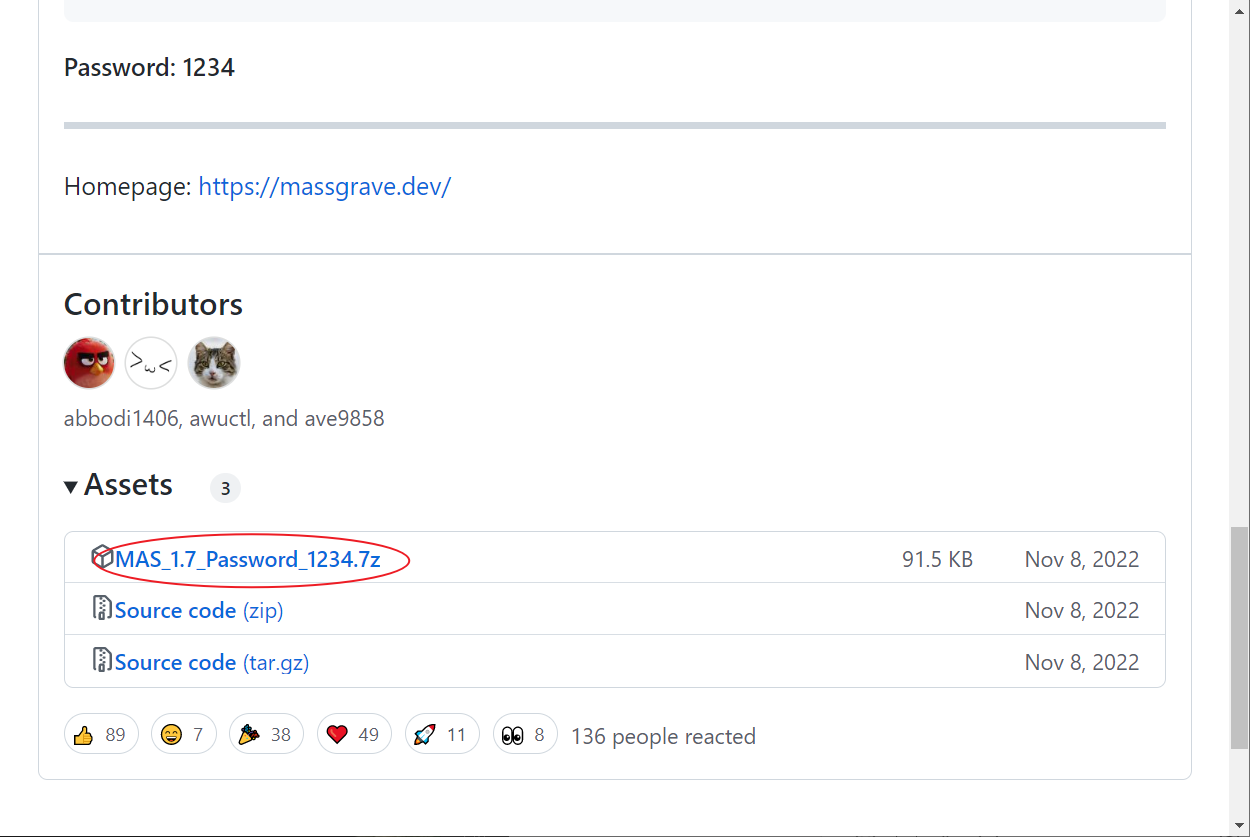 Password: 1234
Homepage: https://massgrave.dev/
Contributors
>ω<
abbodi1406, awuctl, and ave9858
▾ Assets 3
MAS_1.7_Password_1234.7z 91.5 KB Nov 8, 2022
Source code (zip) Nov 8, 2022
Source code (tar.gz) Nov 8, 2022
👍 89 😄 7 🎉 38 ❤️ 49 🚀 11 👀 8 136 people reacted